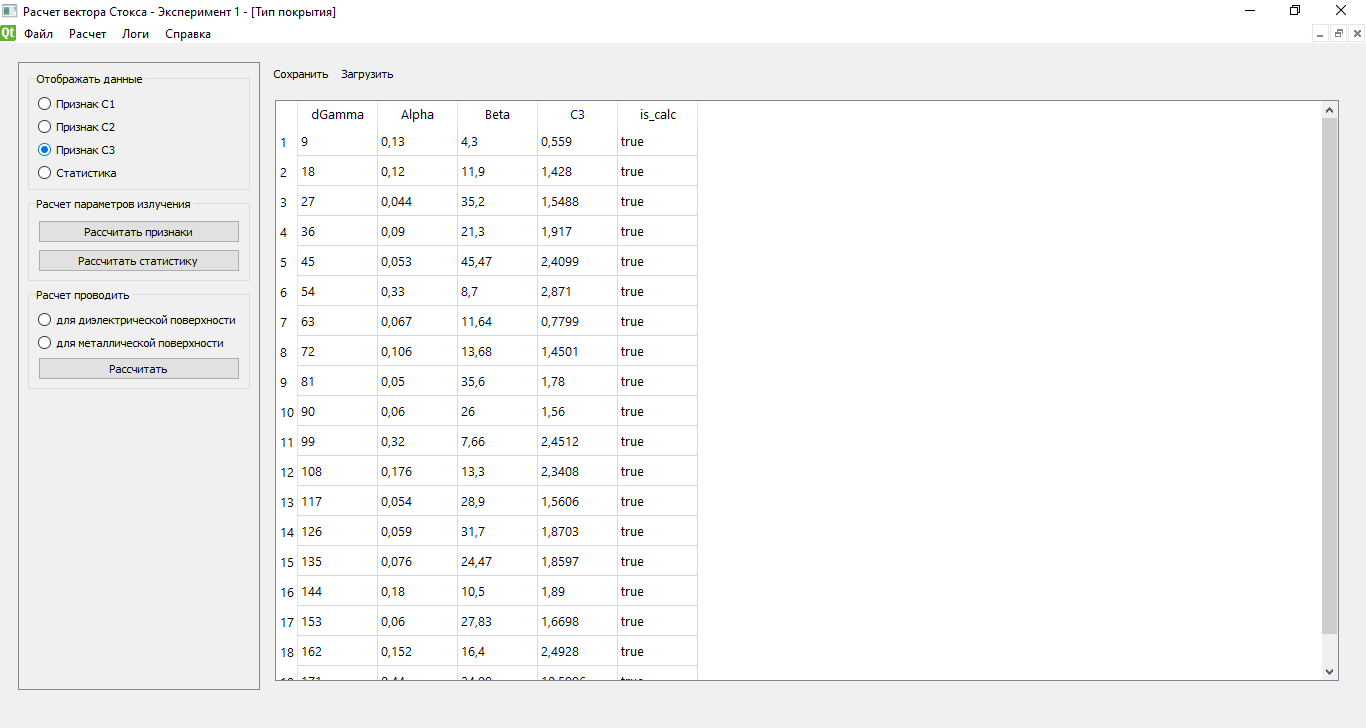 Расчет вектора Стокса - Эксперимент 1 - [Тип покрытия]
Qt Файл Расчет Логи Справка
Отображать данные
Признак C1
Признак C2
Признак C3
Статистика
Расчет параметров излучения
Рассчитать признаки
Рассчитать статистику
Расчет проводить
для диэлектрической поверхности
для металлической поверхности
Рассчитать
Сохранить Загрузить
dGamma Alpha Beta C3 is_calc
1 9 0,13 4,3 0,559 true
2 18 0,12 11,9 1,428 true
3 27 0,044 35,2 1,5488 true
4 36 0,09 21,3 1,917 true
5 45 0,053 45,47 2,4099 true
6 54 0,33 8,7 2,871 true
7 63 0,067 11,64 0,7799 true
8 72 0,106 13,68 1,4501 true
9 81 0,05 35,6 1,78 true
10 90 0,06 26 1,56 true
11 99 0,32 7,66 2,4512 true
12 108 0,176 13,3 2,3408 true
13 117 0,054 28,9 1,5606 true
14 126 0,059 31,7 1,8703 true
15 135 0,076 24,47 1,8597 true
16 144 0,18 10,5 1,89 true
17 153 0,06 27,83 1,6698 true
18 162 0,152 16,4 2,4928 true